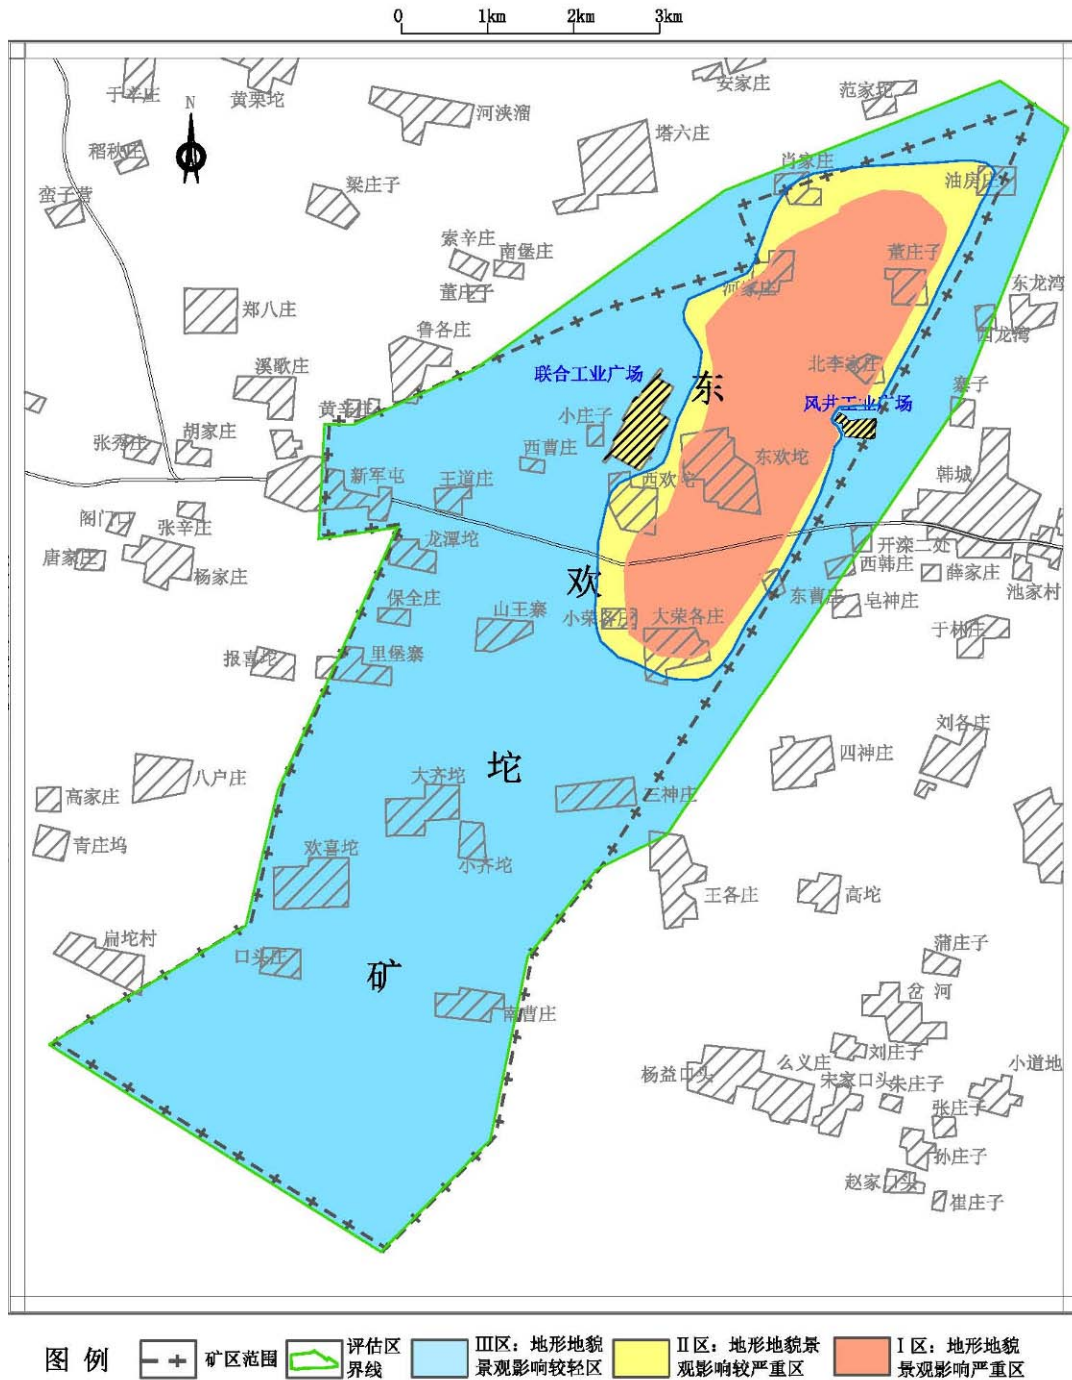 0 1km 2km 3km
安家庄
于辛庄
黄粟坨
范家坨
河浃溜
N
塔六庄
稻秋庄
肖家庄
油房庄
梁庄子
蛮子营
索辛庄
南堡庄
董庄子
董庄子
河家庄
东龙湾
郑八庄
西龙湾
鲁各庄
溪歌庄
联合工业广场
东
北李家庄
寨子
黄辛庄
小庄子
风井工业广场
张秀庄
胡家庄
西曹庄
东欢坨
韩城
新军屯
王道庄
西欢坨
阁门口
张辛庄
龙潭坨
开滦二处
唐家庄
杨家庄
西韩庄
薛家庄
池家村
欢
保全庄
山王寨
小荣各庄
大荣各庄
东曹庄
皂神庄
于林庄
报喜坨
里堡寨
刘各庄
坨
四神庄
八户庄
大齐坨
三神庄
高家庄
青庄坞
欢喜坨
小齐坨
王各庄
高坨
扁坨村
口头庄
矿
蒲庄子
岔河
南曹庄
刘庄子
杨益口头
么义庄
小道地
宋家口头
朱庄子
张庄子
孙庄子
赵家口头
崔庄子
图例
矿区范围
评估区
界线
III区：地形地貌
景观影响较轻区
II区：地形地貌景
观影响较严重区
I区：地形地貌
景观影响严重区